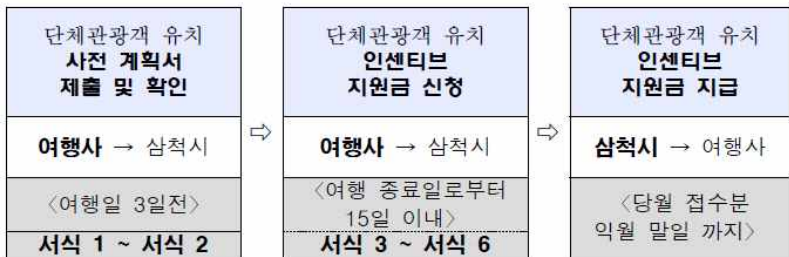 단체관광객 유치
사전 계획서
제출 및 확인
여행사 → 삼척시
<여행일 3일전>
서식 1 ~ 서식 2
⇨
단체관광객 유치
인센티브
지원금 신청
여행사 → 삼척시
<여행 종료일로부터
15일 이내>
서식 3 ~ 서식 6
⇨
단체관광객 유치
인센티브
지원금 지급
삼척시 → 여행사
<당월 접수분
익월 말일 까지>